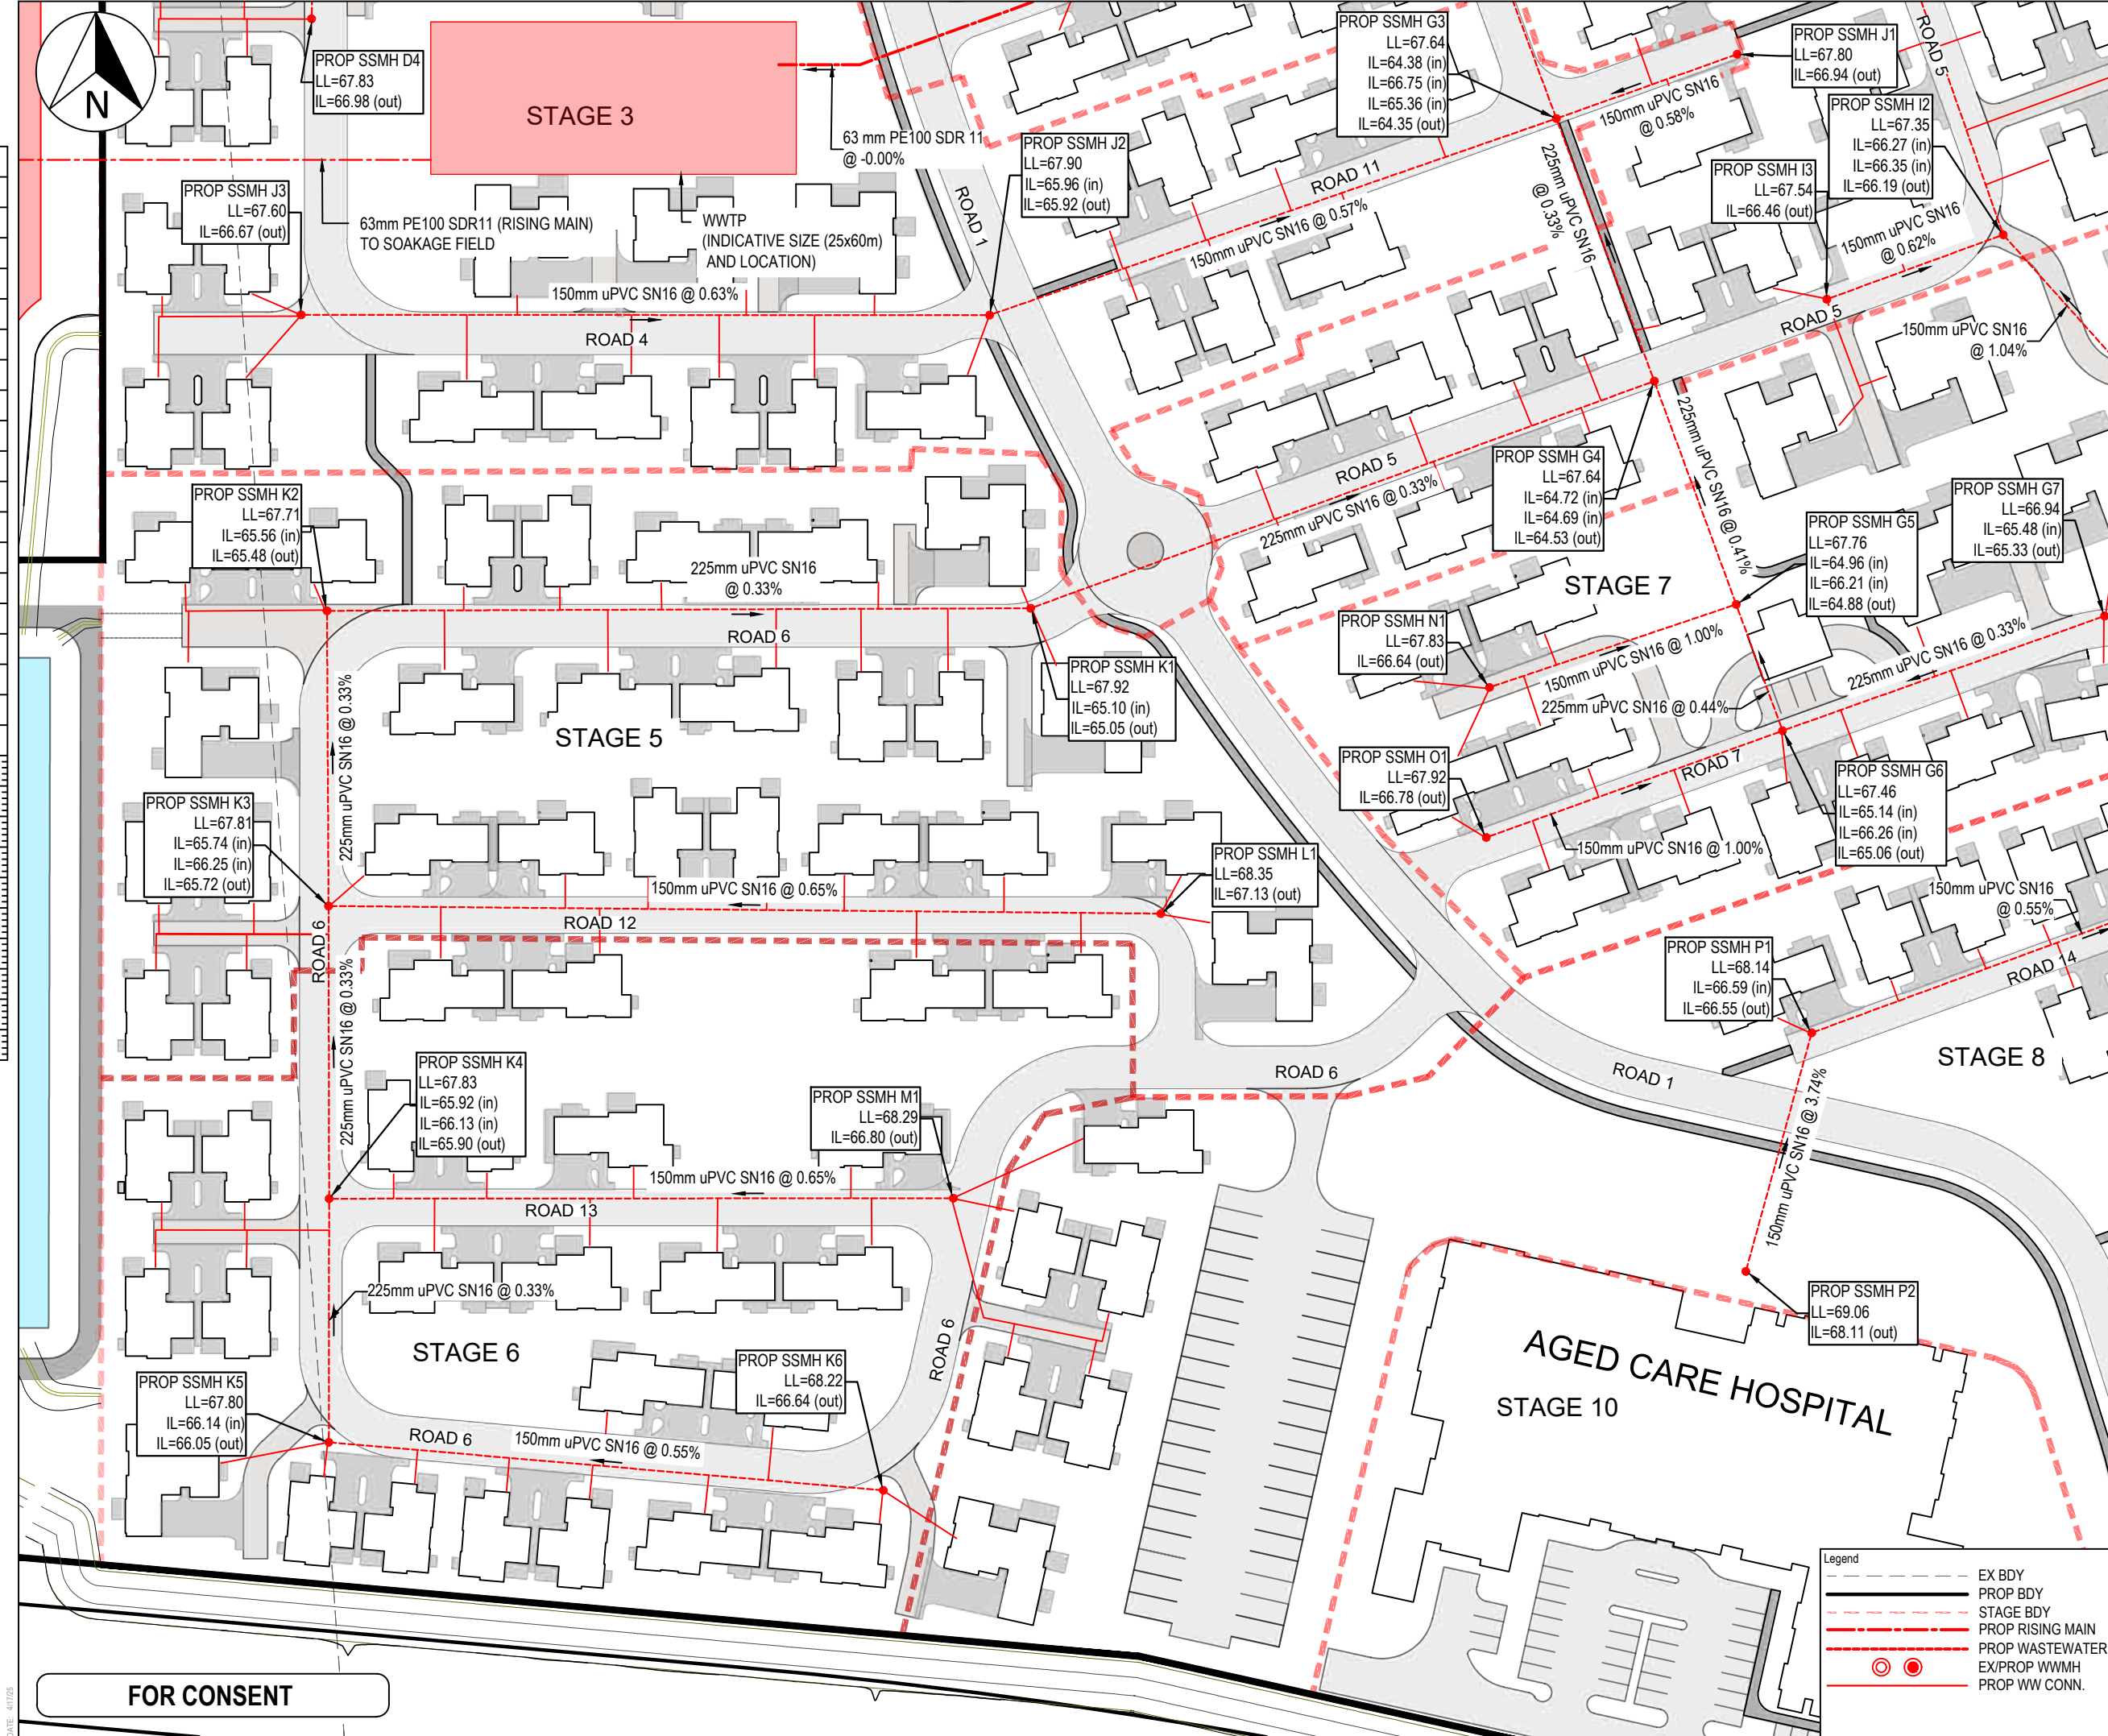 N
PROP SSMH D4
LL=67.83
IL=66.98 (out)
STAGE 3
63 mm PE100 SDR 11
@ -0.00%
PROP SSMH G3
LL=67.64
IL=64.38 (in)
IL=66.75 (in)
IL=65.36 (in)
IL=64.35 (out)
PROP SSMH J1
LL=67.80
IL=66.94 (out)
ROAD 5
150mm uPVC SN16
@ 0.58%
PROP SSMH I2
LL=67.35
IL=66.27 (in)
IL=66.35 (in)
IL=66.19 (out)
PROP SSMH J2
LL=67.90
IL=65.96 (in)
IL=65.92 (out)
PROP SSMH I3
LL=67.54
IL=66.46 (out)
PROP SSMH J3
LL=67.60
IL=66.67 (out)
63mm PE100 SDR11 (RISING MAIN)
TO SOAKAGE FIELD
WWTP
(INDICATIVE SIZE (25x60m)
AND LOCATION)
ROAD 1
ROAD 11
150mm uPVC SN16 @ 0.57%
225mm uPVC SN16
@ 0.33%
150mm uPVC SN16
@ 0.62%
150mm uPVC SN16 @ 0.63%
ROAD 4
ROAD 5
150mm uPVC SN16
@ 1.04%
225mm uPVC SN16 @ 0.41%
ROAD 5
225mm uPVC SN16 @ 0.33%
PROP SSMH G4
LL=67.64
IL=64.72 (in)
IL=64.69 (in)
IL=64.53 (out)
PROP SSMH G7
LL=66.94
IL=65.48 (in)
IL=65.33 (out)
PROP SSMH K2
LL=67.71
IL=65.56 (in)
IL=65.48 (out)
PROP SSMH G5
LL=67.76
IL=64.96 (in)
IL=66.21 (in)
IL=64.88 (out)
225mm uPVC SN16
@ 0.33%
STAGE 7
ROAD 6
PROP SSMH N1
LL=67.83
IL=66.64 (out)
150mm uPVC SN16 @ 1.00%
225mm uPVC SN16 @ 0.33%
PROP SSMH K1
LL=67.92
IL=65.10 (in)
IL=65.05 (out)
225mm uPVC SN16 @ 0.44%
225mm uPVC SN16 @ 0.33%
STAGE 5
PROP SSMH O1
LL=67.92
IL=66.78 (out)
ROAD 7
PROP SSMH G6
LL=67.46
IL=65.14 (in)
IL=66.26 (in)
IL=65.06 (out)
PROP SSMH K3
LL=67.81
IL=65.74 (in)
IL=66.25 (in)
IL=65.72 (out)
150mm uPVC SN16 @ 1.00%
PROP SSMH L1
LL=68.35
IL=67.13 (out)
150mm uPVC SN16 @ 0.65%
ROAD 12
150mm uPVC SN16
@ 0.55%
ROAD 6
225mm uPVC SN16 @ 0.33%
PROP SSMH P1
LL=68.14
IL=66.59 (in)
IL=66.55 (out)
ROAD 14
STAGE 8
PROP SSMH K4
LL=67.83
IL=65.92 (in)
IL=66.13 (in)
IL=65.90 (out)
PROP SSMH M1
LL=68.29
IL=66.80 (out)
ROAD 6
ROAD 1
150mm uPVC SN16 @ 3.74%
150mm uPVC SN16 @ 0.65%
ROAD 13
225mm uPVC SN16 @ 0.33%
STAGE 6
ROAD 6
PROP SSMH P2
LL=69.06
IL=68.11 (out)
PROP SSMH K5
LL=67.80
IL=66.14 (in)
IL=66.05 (out)
PROP SSMH K6
LL=68.22
IL=66.64 (out)
AGED CARE HOSPITAL
STAGE 10
ROAD 6
150mm uPVC SN16 @ 0.55%
Legend
EX BDY
PROP BDY
STAGE BDY
PROP RISING MAIN
PROP WASTEWATER
EX/PROP WWMH
PROP WW CONN.
FOR CONSENT
DATE: 4/17/25